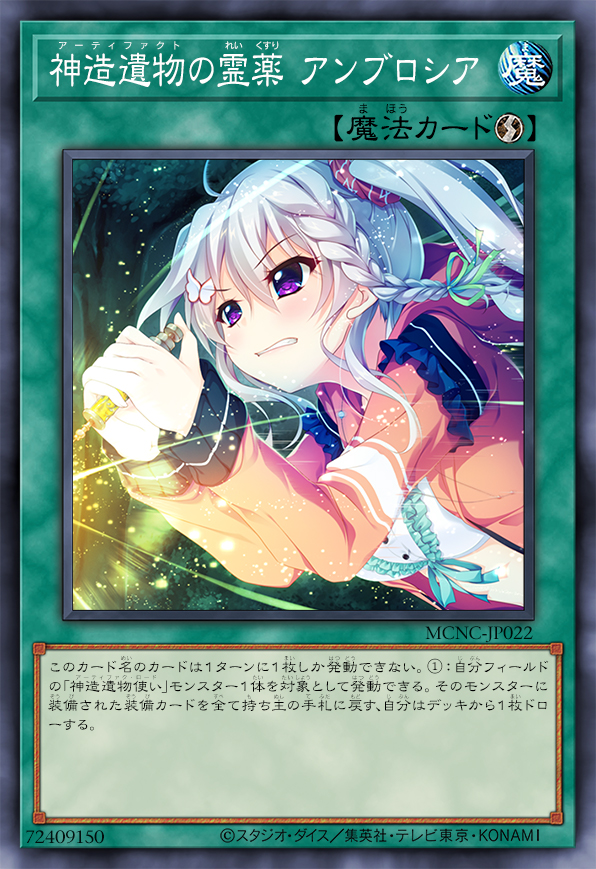 アーティファクト れい くすり
神造遺物の霊薬 アンブロシア 魔
ま ほう
【魔法カード】
MCNC-JP022
このカード名のカードは1ターンに1枚しか発動できない。①:自分フィールド
の「神造遺物使い」モンスター1体を対象として発動できる。そのモンスターに
装備された装備カードを全て持ち主の手札に戻す、自分はデッキから1枚ドロ
ーする。
72409150
©スタジオ・ダイス/集英社・テレビ東京・KONAMI